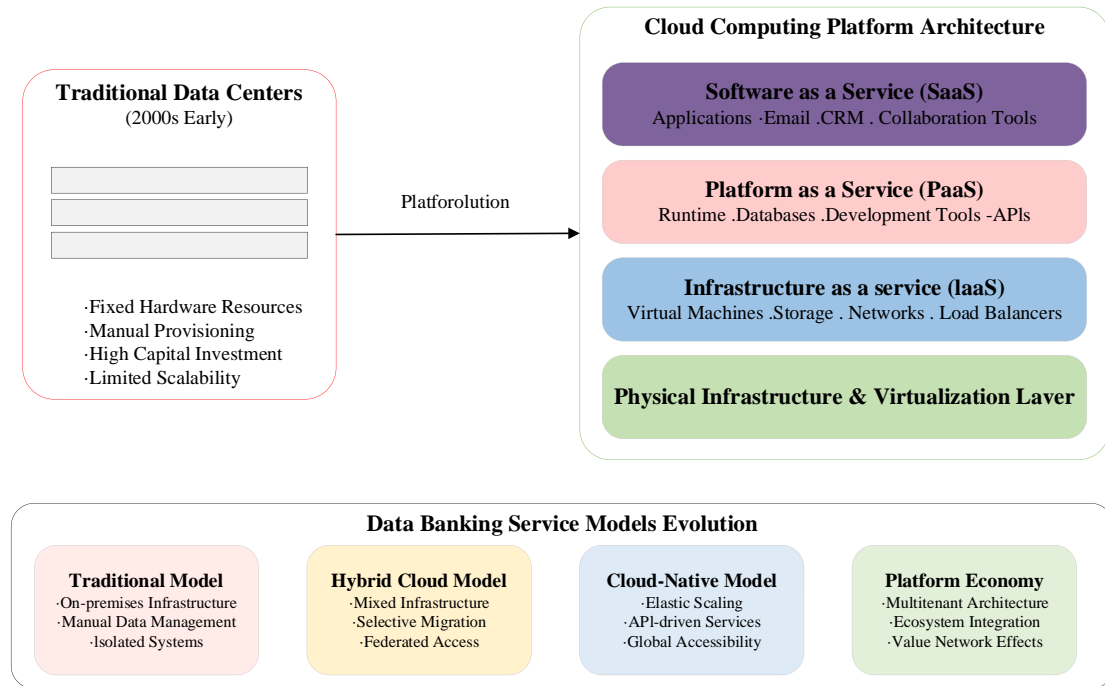 Traditional Data Centers
(2000s Early)
·Fixed Hardware Resources
·Manual Provisioning
·High Capital Investment
·Limited Scalability
Platforolution
Cloud Computing Platform Architecture
Software as a Service (SaaS)
Applications ·Email .CRM . Collaboration Tools
Platform as a Service (PaaS)
Runtime .Databases .Development Tools -APls
Infrastructure as a service (laaS)
Virtual Machines .Storage . Networks . Load Balancers
Physical Infrastructure & Virtualization Laver
Data Banking Service Models Evolution
Traditional Model
·On-premises Infrastructure
·Manual Data Management
·Isolated Systems
Hybrid Cloud Model
·Mixed Infrastructure
·Selective Migration
·Federated Access
Cloud-Native Model
·Elastic Scaling
·APl-driven Services
·Global Accessibility
Platform Economy
·Multitenant Architecture
·Ecosystem Integration
·Value Network Effects